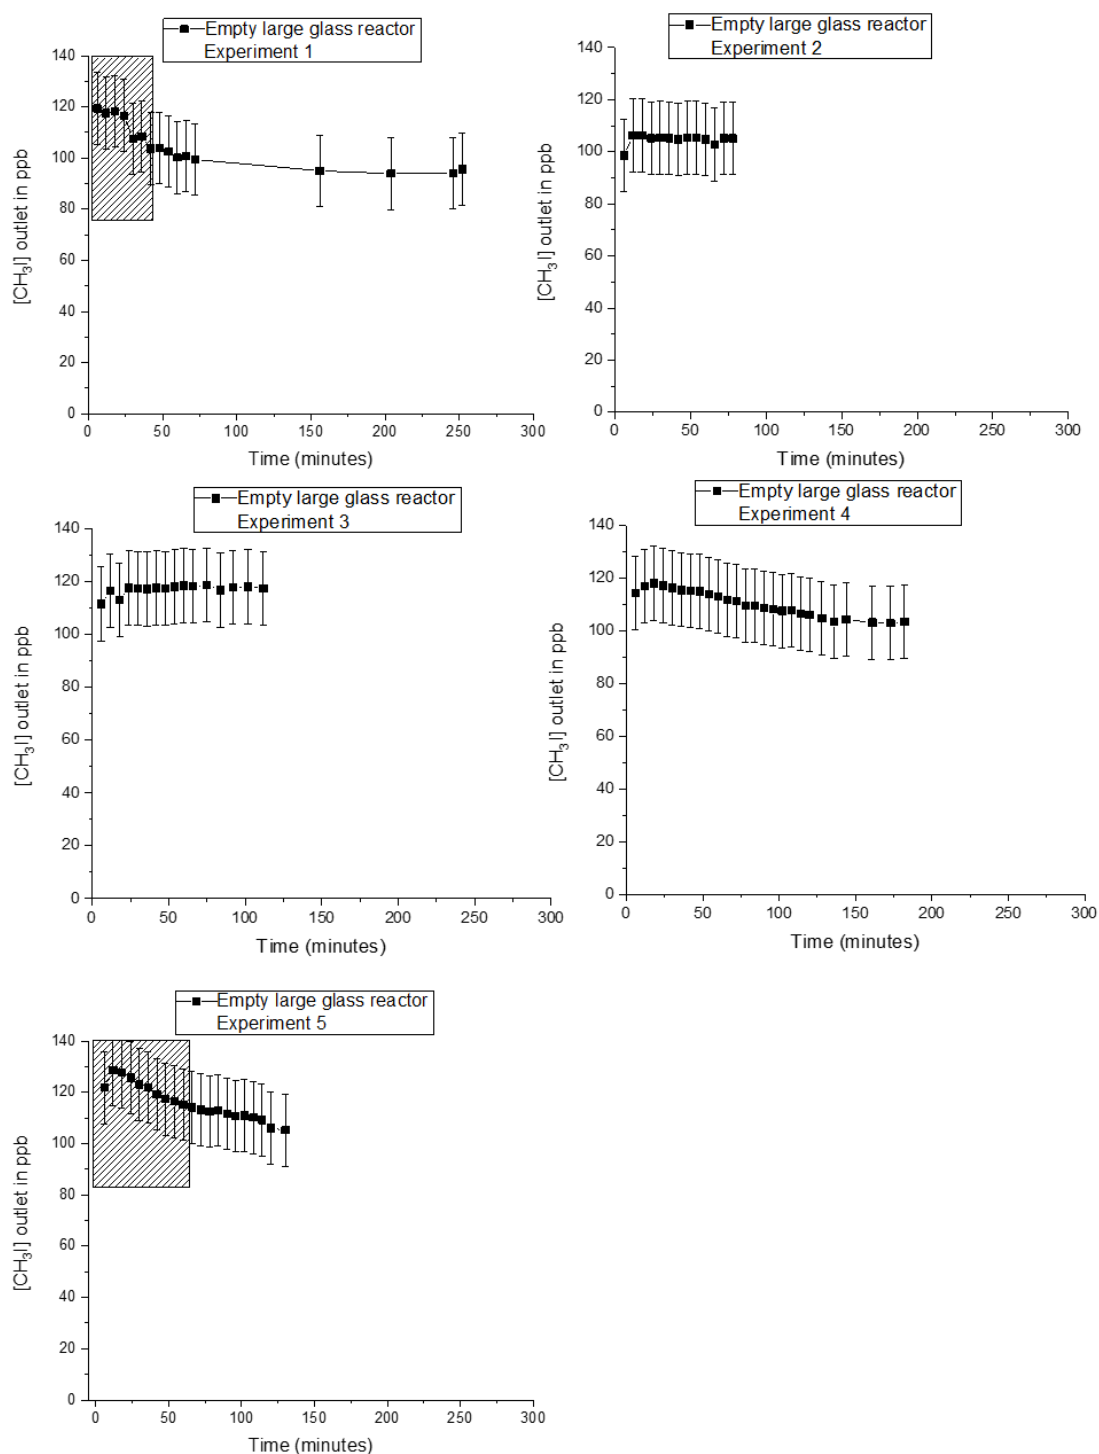 Empty large glass reactor
Experiment 1
140
120
100
80
60
40
20
0
[CH₃I] outlet in ppb
0 50 100 150 200 250 300
Time (minutes)
Empty large glass reactor
Experiment 2
140
120
100
80
60
40
20
0
[CH₃I] outlet in ppb
0 50 100 150 200 250 300
Time (minutes)
Empty large glass reactor
Experiment 3
140
120
100
80
60
40
20
0
[CH₃I] outlet in ppb
0 50 100 150 200 250 300
Time (minutes)
Empty large glass reactor
Experiment 4
140
120
100
80
60
40
20
0
[CH₃I] outlet in ppb
0 50 100 150 200 250 300
Time (minutes)
Empty large glass reactor
Experiment 5
140
120
100
80
60
40
20
0
[CH₃I] outlet in ppb
0 50 100 150 200 250 300
Time (minutes)